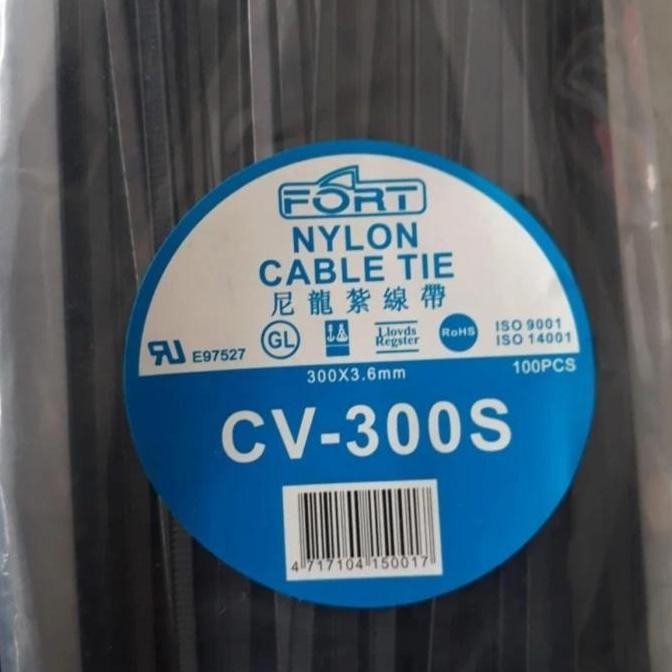 FORT
NYLON
CABLE TIE
尼龍紮線帶
RU E97527
GL
Lloyds
Regster
RoHS
ISO 9001
ISO 14001
300X3.6mm
100PCS
CV-300S
4 717104 150017